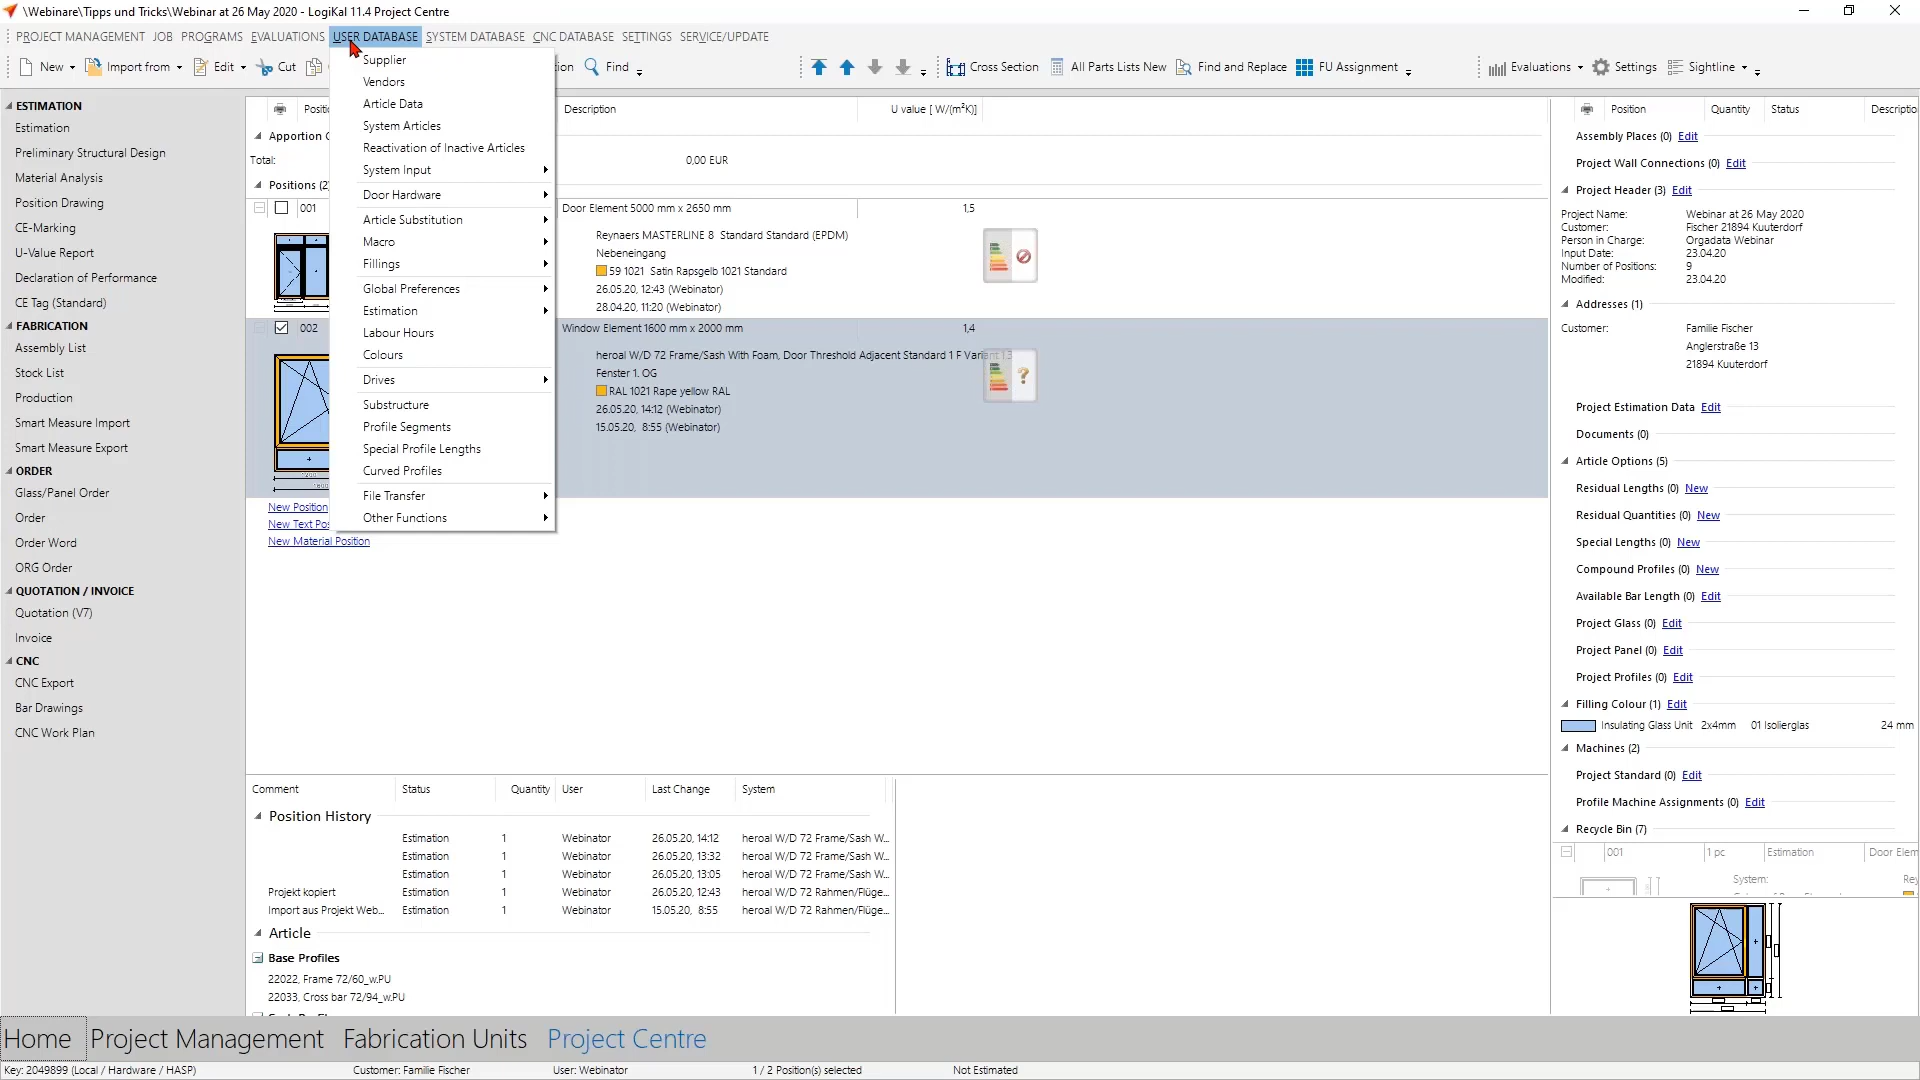 \Webinare\Tipps und Tricks\Webinar at 26 May 2020 - LogiKal 11.4 Project Centre
PROJECT MANAGEMENT JOB PROGRAMS EVALUATIONS USER DATABASE SYSTEM DATABASE CNC DATABASE SETTINGS SERVICE/UPDATE
New Import from Edit Cut Find Cross Section All Parts Lists New Find and Replace FU Assignment Evaluations Settings Sightline
ESTIMATION
Estimation
Preliminary Structural Design
Material Analysis
Position Drawing
CE-Marking
U-Value Report
Declaration of Performance
CE Tag (Standard)
FABRICATION
Assembly List
Stock List
Production
Smart Measure Import
Smart Measure Export
ORDER
Glass/Panel Order
Order
Order Word
ORG Order
QUOTATION / INVOICE
Quotation (V7)
Invoice
CNC
CNC Export
Bar Drawings
CNC Work Plan
Supplier
Vendors
Article Data
System Articles
Reactivation of Inactive Articles
System Input
Door Hardware
Article Substitution
Macro
Fillings
Global Preferences
Estimation
Labour Hours
Colours
Drives
Substructure
Profile Segments
Special Profile Lengths
Curved Profiles
File Transfer
Other Functions
Description U value [ W/(m²K)]
Total: 0,00 EUR
001 Door Element 5000 mm x 2650 mm 1,5
Reynaers MASTERLINE 8 Standard Standard (EPDM)
Nebeneingang
59 1021 Satin Rapsgelb 1021 Standard
26.05.20, 12:43 (Webinator)
28.04.20, 11:20 (Webinator)
002 Window Element 1600 mm x 2000 mm 1,4
heroal W/D 72 Frame/Sash With Foam, Door Threshold Adjacent Standard 1 F Variant 1.3
Fenster 1. OG
RAL 1021 Rape yellow RAL
26.05.20, 14:12 (Webinator)
15.05.20, 8:55 (Webinator)
New Position
New Text Pos
New Material Position
Comment Status Quantity User Last Change System
Position History
Estimation 1 Webinator 26.05.20, 14:12 heroal W/D 72 Frame/Sash W...
Estimation 1 Webinator 26.05.20, 13:32 heroal W/D 72 Frame/Sash W...
Estimation 1 Webinator 26.05.20, 13:05 heroal W/D 72 Frame/Sash W...
Projekt kopiert Estimation 1 Webinator 26.05.20, 12:43 heroal W/D 72 Rahmen/Flüge...
Import aus Projekt Web... Estimation 1 Webinator 15.05.20, 8:55 heroal W/D 72 Rahmen/Flüge...
Article
Base Profiles
22022, Frame 72/60_w.PU
22033, Cross bar 72/94_w.PU
Position Quantity Status Descriptio
Assembly Places (0) Edit
Project Wall Connections (0) Edit
Project Header (3) Edit
Project Name: Webinar at 26 May 2020
Customer: Fischer 21894 Kuuterdorf
Person in Charge: Orgadata Webinar
Input Date: 23.04.20
Number of Positions: 9
Modified: 23.04.20
Addresses (1)
Customer: Familie Fischer
Anglerstraße 13
21894 Kuuterdorf
Project Estimation Data Edit
Documents (0)
Article Options (5)
Residual Lengths (0) New
Residual Quantities (0) New
Special Lengths (0) New
Compound Profiles (0) New
Available Bar Length (0) Edit
Project Glass (0) Edit
Project Panel (0) Edit
Project Profiles (0) Edit
Filling Colour (1) Edit
Insulating Glass Unit 2x4mm 01 Isolierglas 24 mm
Machines (2)
Project Standard (0) Edit
Profile Machine Assignments (0) Edit
Recycle Bin (7)
001 1 pc Estimation Door Elem
System: Rey
Home Project Management Fabrication Units Project Centre
Key: 2049899 (Local / Hardware / HASP) Customer: Familie Fischer User: Webinator 1 / 2 Position(s) selected Not Estimated